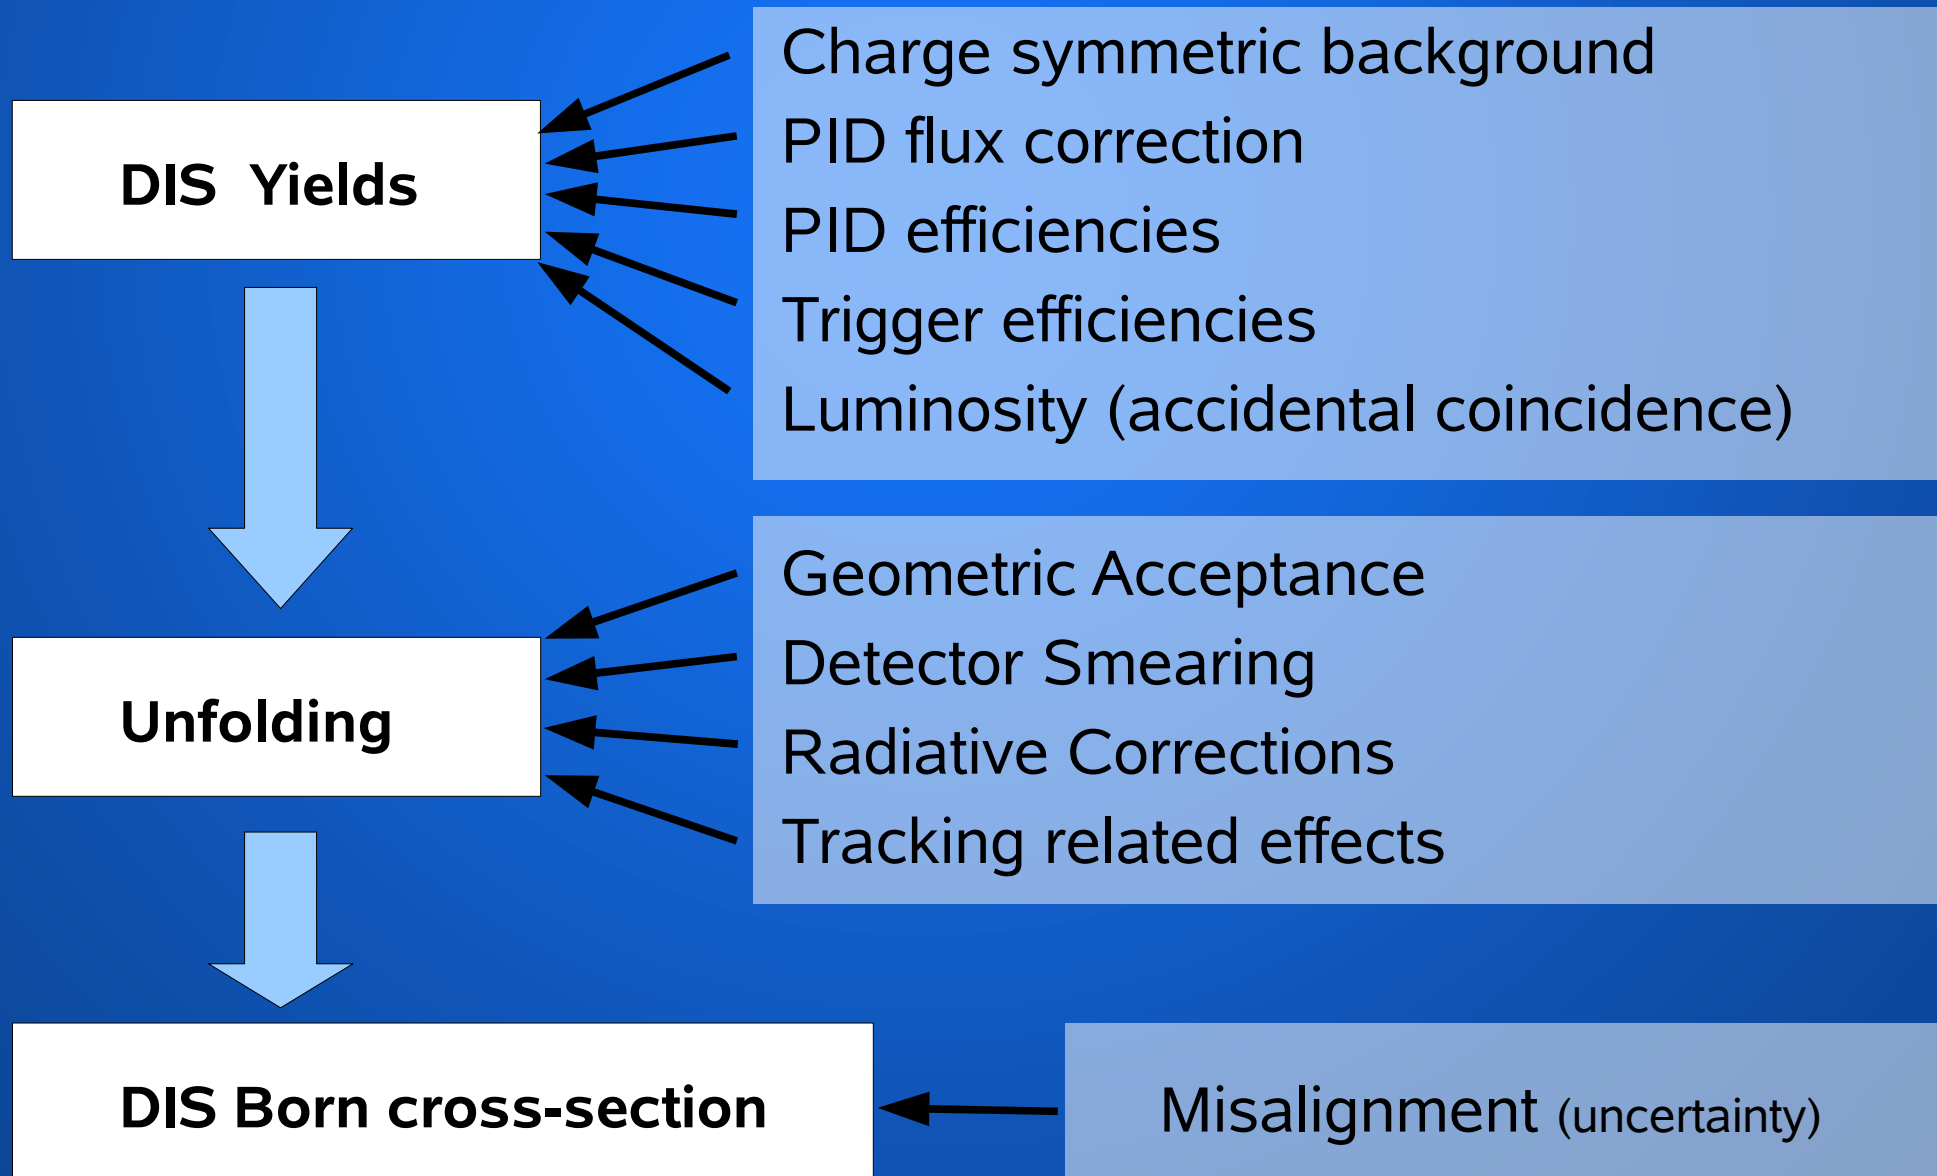 Charge symmetric background
PID flux correction
DIS Yields
PID efficiencies
Trigger efficiencies
Luminosity (accidental coincidence)
Geometric Acceptance
Detector Smearing
Unfolding
Radiative Corrections
Tracking related effects
DIS Born cross-section
Misalignment (uncertainty)